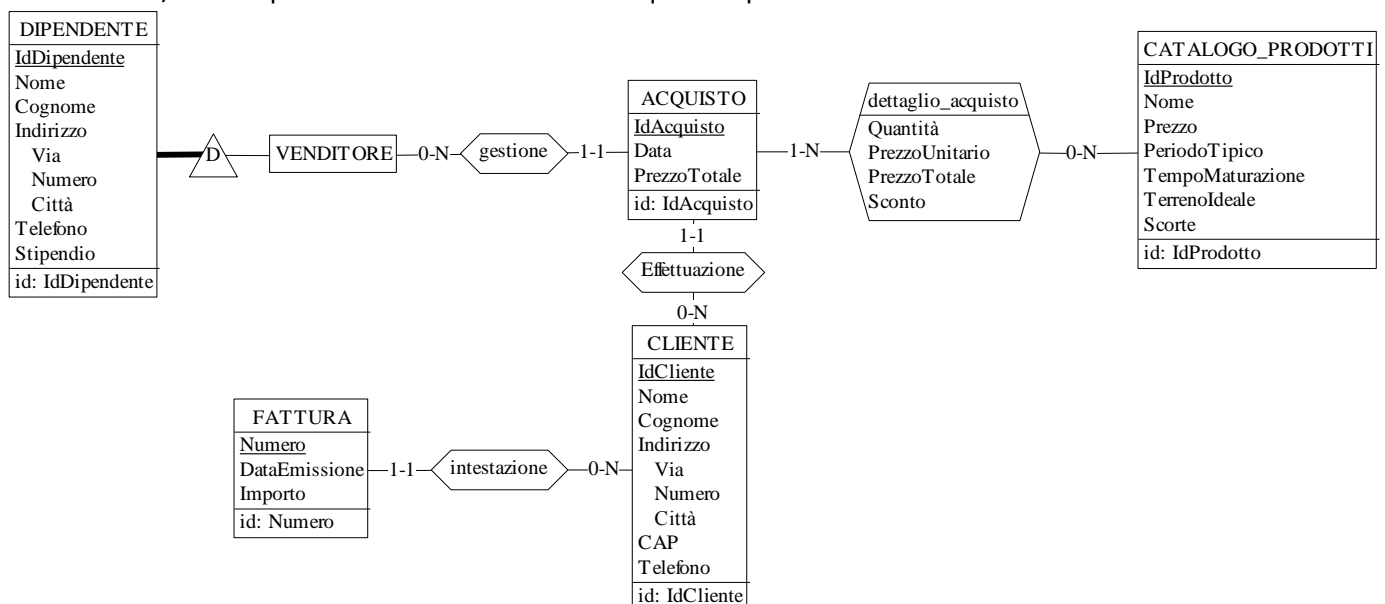 DIPENDENTE
IdDipendente
Nome
Cognome
Indirizzo
Via
Numero
Città
Telefono
Stipendio
id: IdDipendente
D
VENDITORE
0-N
gestione
1-1
ACQUISTO
IdAcquisto
Data
PrezzoTotale
id: IdAcquisto
1-N
dettaglio_acquisto
Quantità
PrezzoUnitario
PrezzoTotale
Sconto
0-N
CATALOGO_PRODOTTI
IdProdotto
Nome
Prezzo
PeriodoTipico
TempoMaturazione
TerrenoIdeale
Scorte
id: IdProdotto
1-1
Effettuazione
0-N
CLIENTE
IdCliente
Nome
Cognome
Indirizzo
Via
Numero
Città
CAP
Telefono
id: IdCliente
FATTURA
Numero
DataEmissione
Importo
id: Numero
1-1
intestazione
0-N